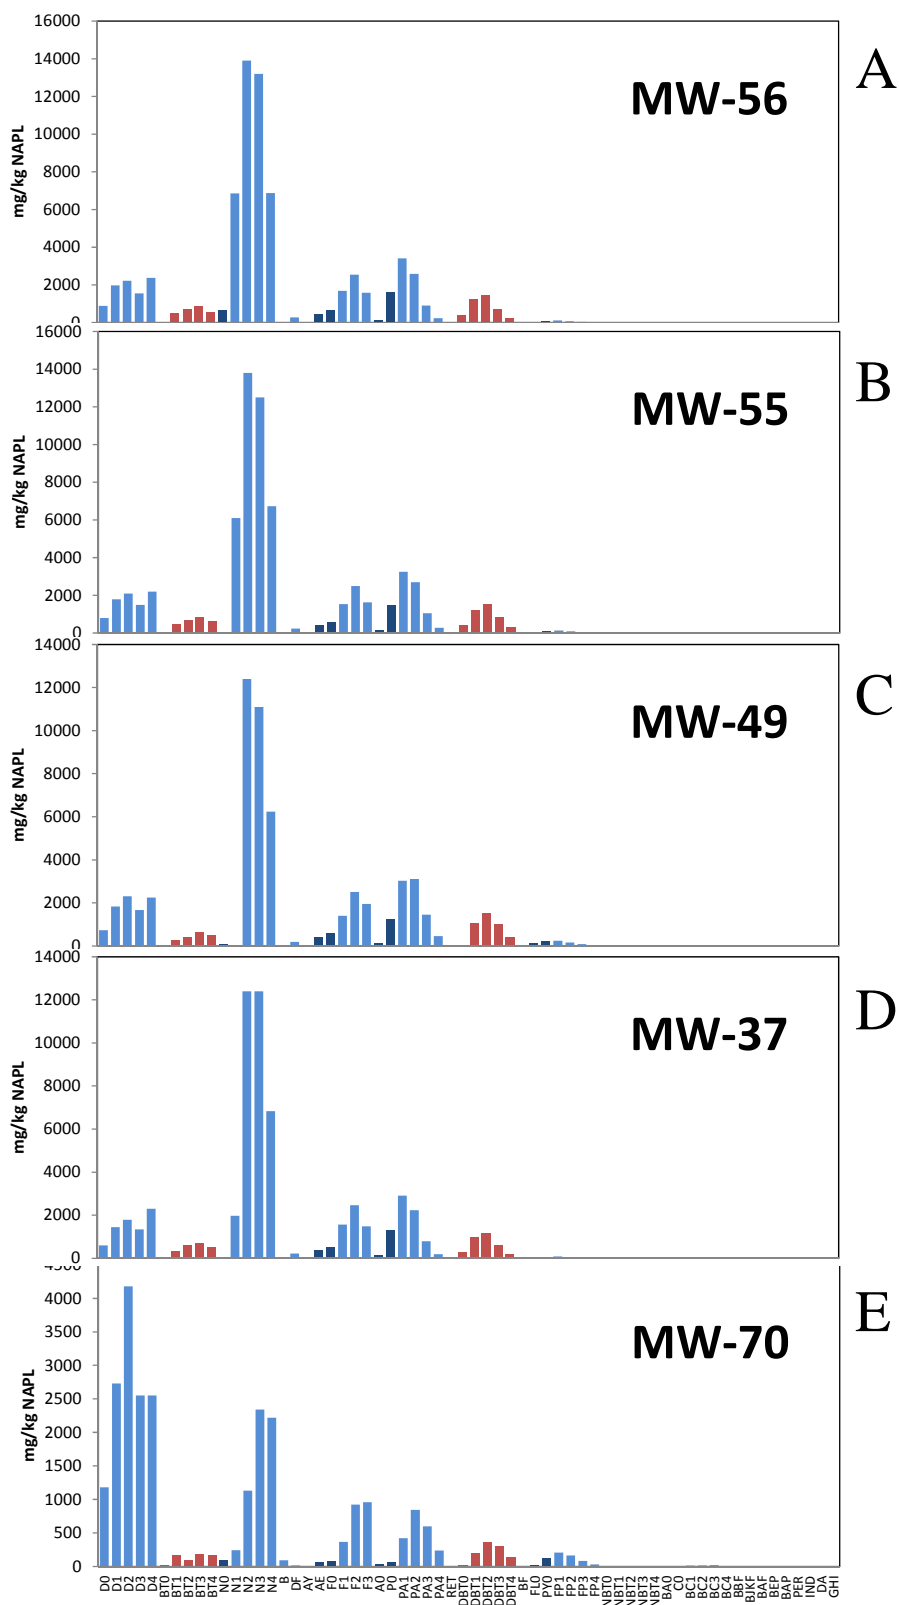 A
MW-56
mg/kg NAPL
16000
14000
12000
10000
8000
6000
4000
2000
0
B
MW-55
mg/kg NAPL
16000
14000
12000
10000
8000
6000
4000
2000
0
C
MW-49
mg/kg NAPL
14000
12000
10000
8000
6000
4000
2000
0
D
MW-37
mg/kg NAPL
14000
12000
10000
8000
6000
4000
2000
0
E
MW-70
mg/kg NAPL
4500
4000
3500
3000
2500
2000
1500
1000
500
0
D0
D1
D2
D3
D4
BT0
BT1
BT2
BT3
BT4
N0
N1
N2
N3
N4
B
DF
AY
AE
F0
F1
F2
F3
A0
P0
PA1
PA2
PA3
PA4
RET
DBT0
DBT1
DBT2
DBT3
DBT4
BF
FL0
PY0
FP1
FP2
FP3
FP4
NBT0
NBT1
NBT2
NBT3
NBT4
BA0
C0
BC1
BC2
BC3
BC4
BBF
BJKF
BAF
BEP
BAP
PER
IND
DA
GHI